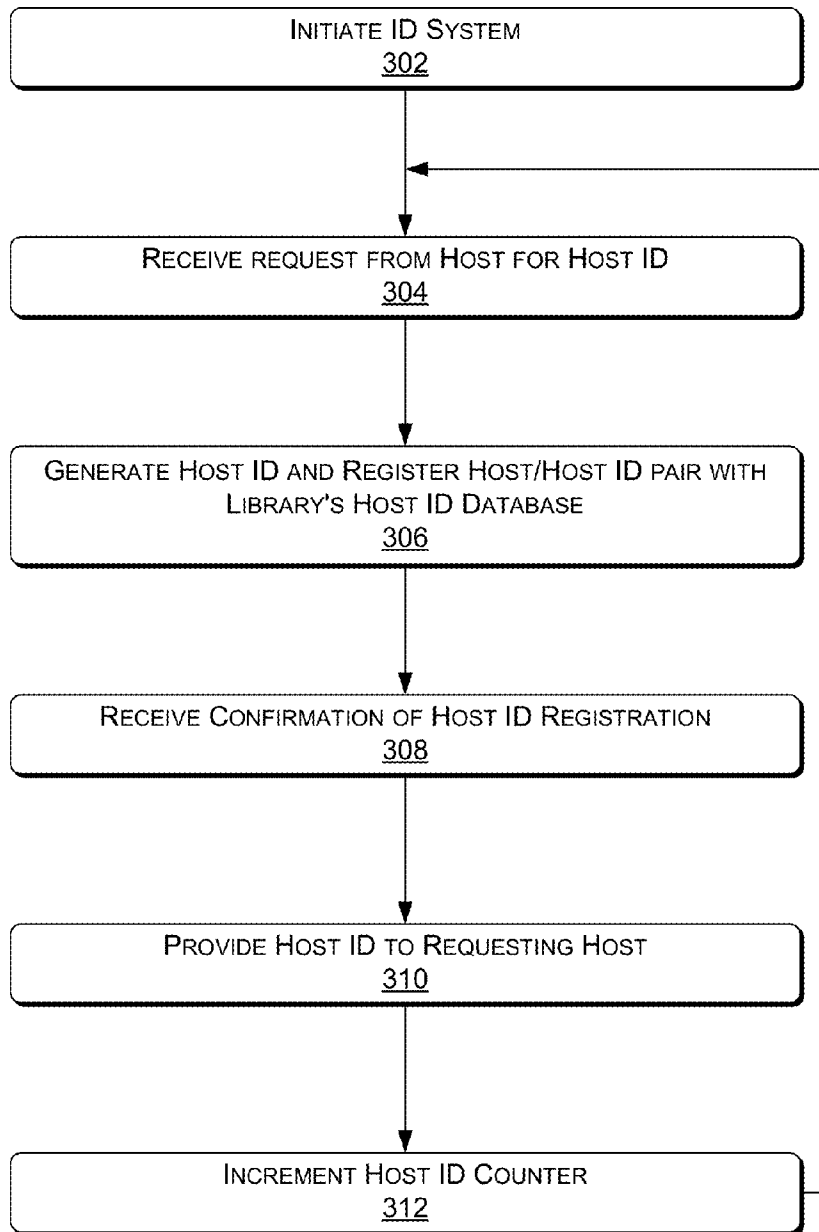 INITIATE ID SYSTEM
302
RECEIVE REQUEST FROM HOST FOR HOST ID
304
GENERATE HOST ID AND REGISTER HOST/HOST ID PAIR WITH
LIBRARY'S HOST ID DATABASE
306
RECEIVE CONFIRMATION OF HOST ID REGISTRATION
308
PROVIDE HOST ID TO REQUESTING HOST
310
INCREMENT HOST ID COUNTER
312